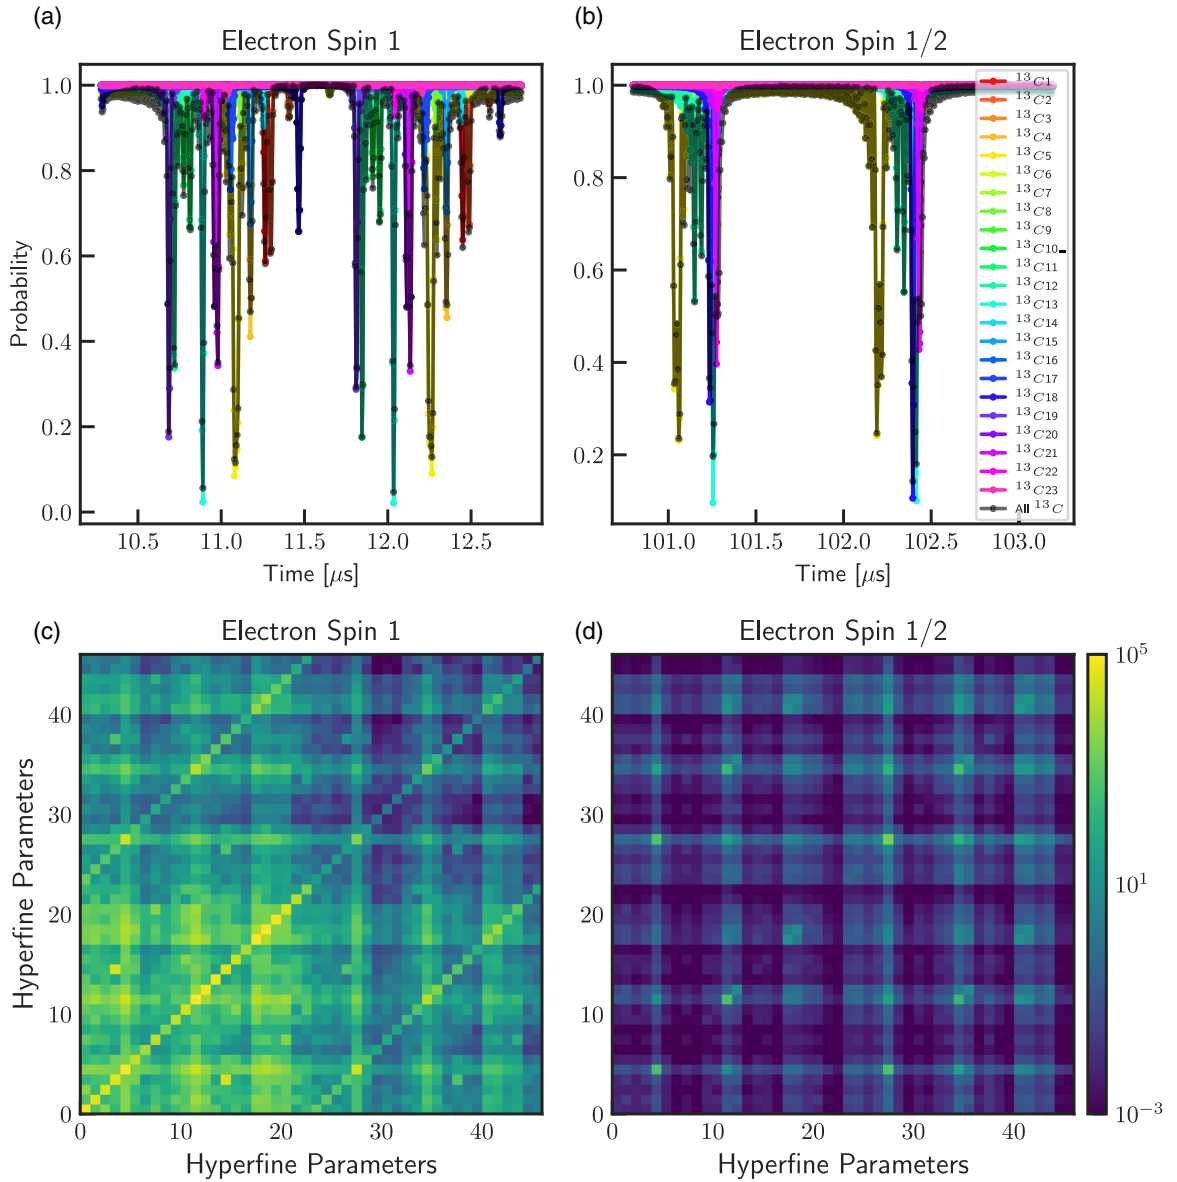 (a)
Electron Spin 1
1.0
0.8
0.6
0.4
0.2
0.0
Probability
10.5 11.0 11.5 12.0 12.5
Time [μs]
(b)
Electron Spin 1/2
1.0
0.8
0.6
0.4
0.2
101.0 101.5 102.0 102.5 103.0
Time [μs]
¹³C1
¹³C2
¹³C3
¹³C4
¹³C5
¹³C6
¹³C7
¹³C8
¹³C9
¹³C10
¹³C11
¹³C12
¹³C13
¹³C14
¹³C15
¹³C16
¹³C17
¹³C18
¹³C19
¹³C20
¹³C21
¹³C22
¹³C23
All ¹³C
(c)
Electron Spin 1
40
30
20
10
0
Hyperfine Parameters
0 10 20 30 40
Hyperfine Parameters
(d)
Electron Spin 1/2
40
30
20
10
0
0 10 20 30 40
Hyperfine Parameters
10⁵
10¹
10⁻³